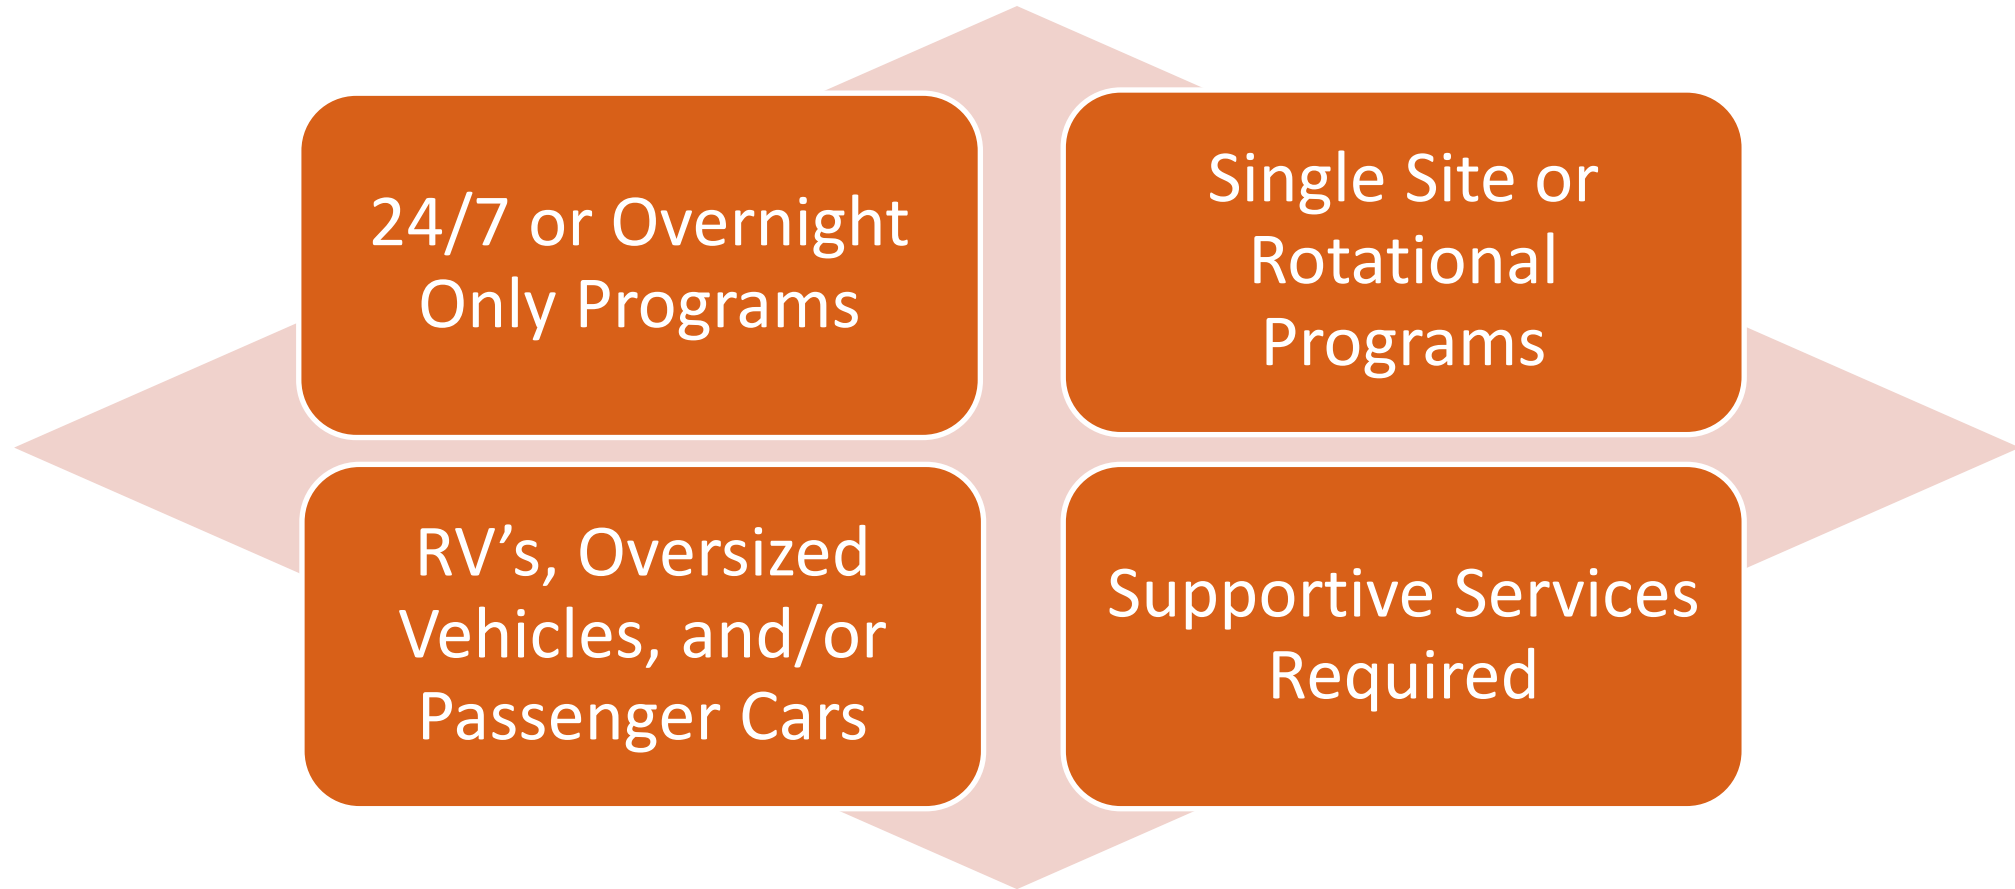 24/7 or Overnight
Only Programs
Single Site or
Rotational
Programs
RV’s, Oversized
Vehicles, and/or
Passenger Cars
Supportive Services
Required